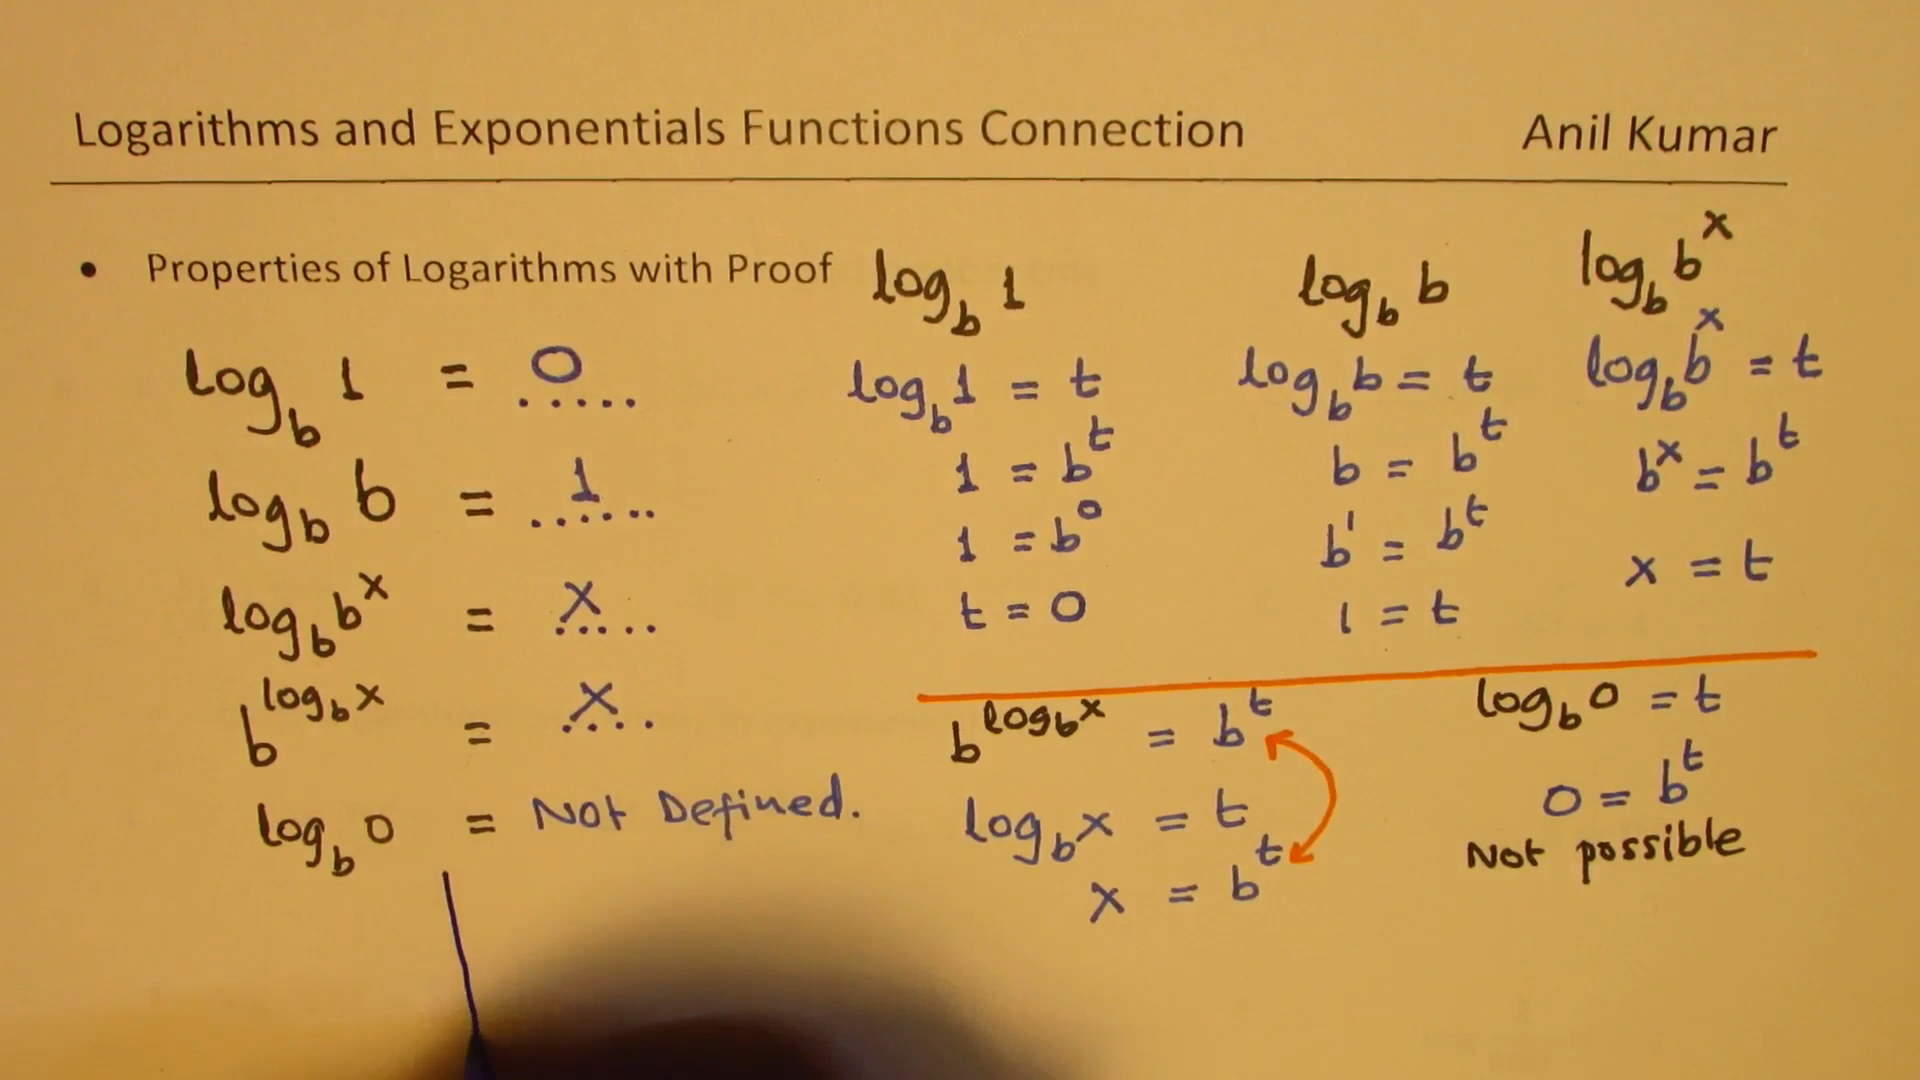 Logarithms and Exponentials Functions Connection Anil Kumar
• Properties of Logarithms with Proof
log_b 1 = 0
log_b b = 1
log_b b^x = x
b^(log_b x) = x
log_b 0 = Not Defined.
log_b 1
log_b 1 = t
1 = b^t
1 = b^0
t = 0
log_b b
log_b b = t
b = b^t
b^1 = b^t
1 = t
log_b b^x
log_b b^x = t
b^x = b^t
x = t
b^(log_b x) = b^t
log_b x = t
x = b^t
log_b 0 = t
0 = b^t
Not possible